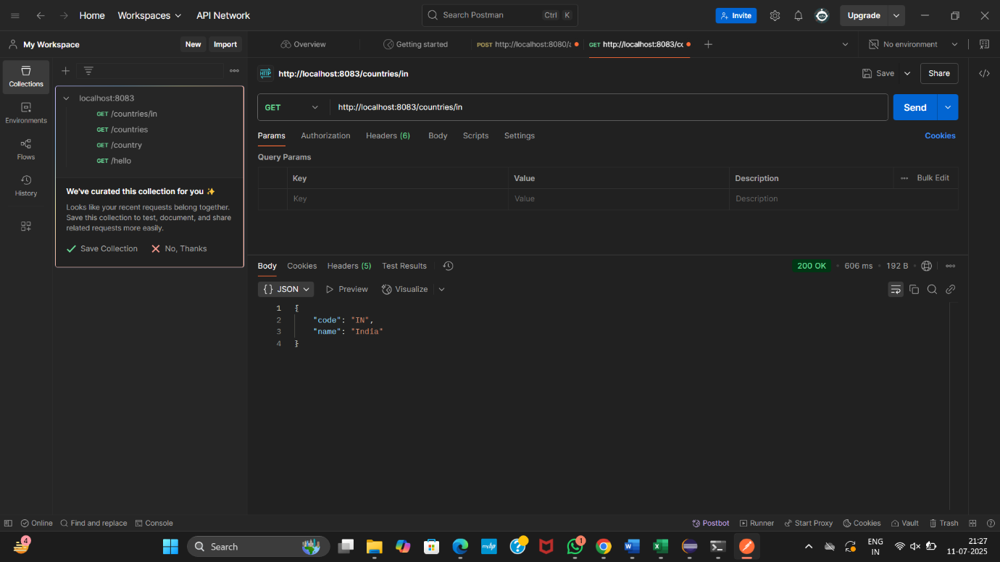 Home Workspaces API Network Search Postman Ctrl K Invite Upgrade
My Workspace New Import Overview Getting started POST http://localhost:8080/a GET http://localhost:8083/cc No environment
Collections
Environments
Flows
History
localhost:8083
GET /countries/in
GET /countries
GET /country
GET /hello
We've curated this collection for you ✨
Looks like your recent requests belong together.
Save this collection to test, document, and share
related requests more easily.
Save Collection No, Thanks
HTTP http://localhost:8083/countries/in Save Share
GET http://localhost:8083/countries/in Send
Params Authorization Headers (6) Body Scripts Settings Cookies
Query Params
Key Value Description Bulk Edit
Key Value Description
Body Cookies Headers (5) Test Results 200 OK 606 ms 192 B
{} JSON Preview Visualize
1 {
2 "code": "IN",
3 "name": "India"
4 }
Online Find and replace Console Postbot Runner Start Proxy Cookies Vault Trash
4 Search myhp 1 ENG 21:27
IN 11-07-2025